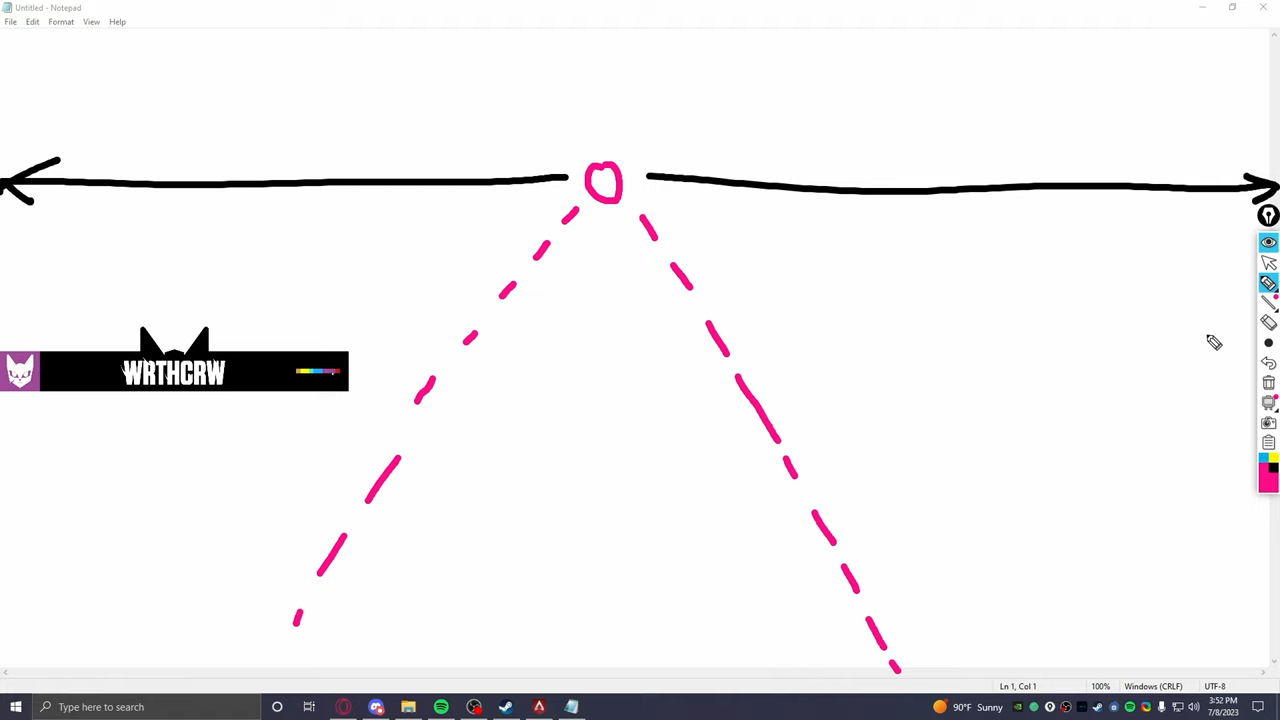 Untitled - Notepad
File Edit Format View Help
WRTHCRW
Ln 1, Col 1 100% Windows (CRLF) UTF-8
Type here to search
90°F Sunny
3:52 PM
7/8/2023